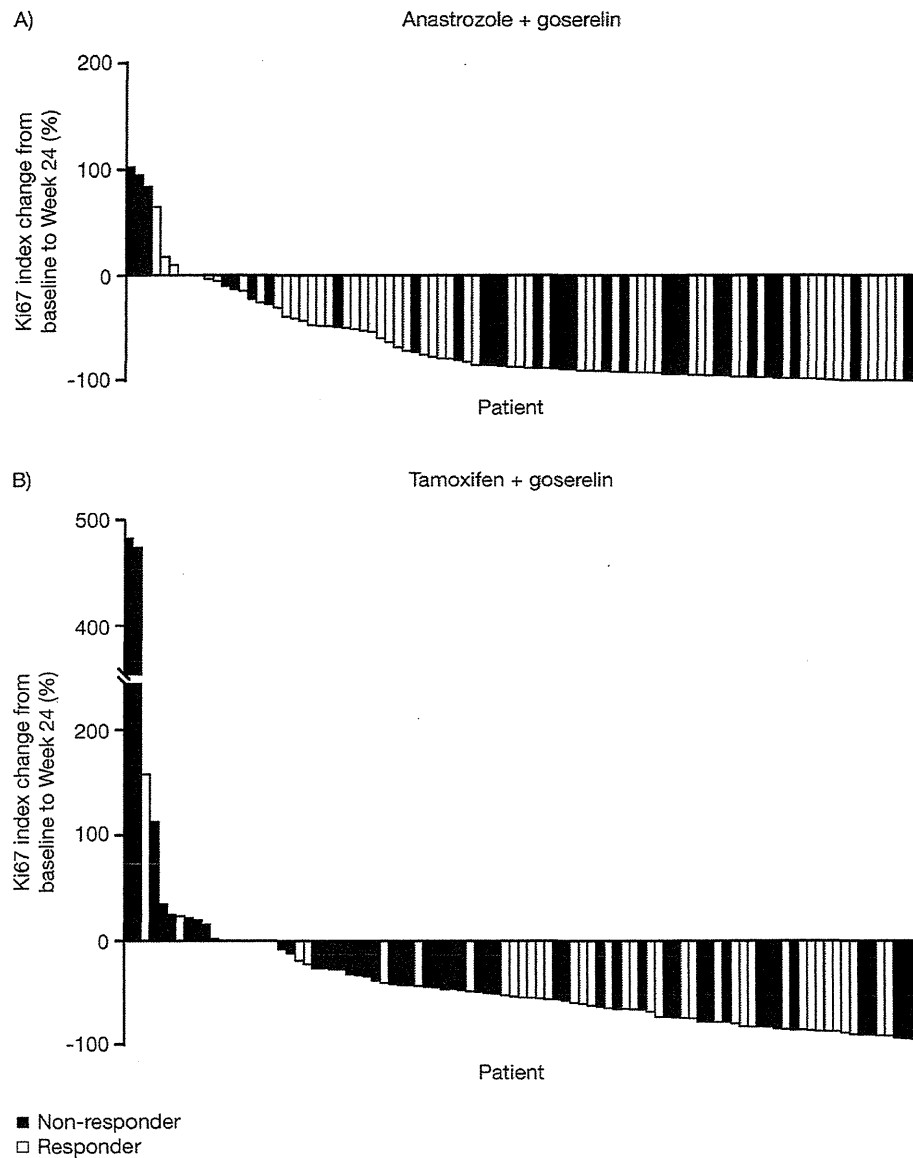 A)
Anastrozole + goserelin
Ki67 index change from
baseline to Week 24 (%)
200
100
0
-100
Patient
B)
Tamoxifen + goserelin
Ki67 index change from
baseline to Week 24 (%)
500
400
200
100
0
-100
Patient
Non-responder
Responder